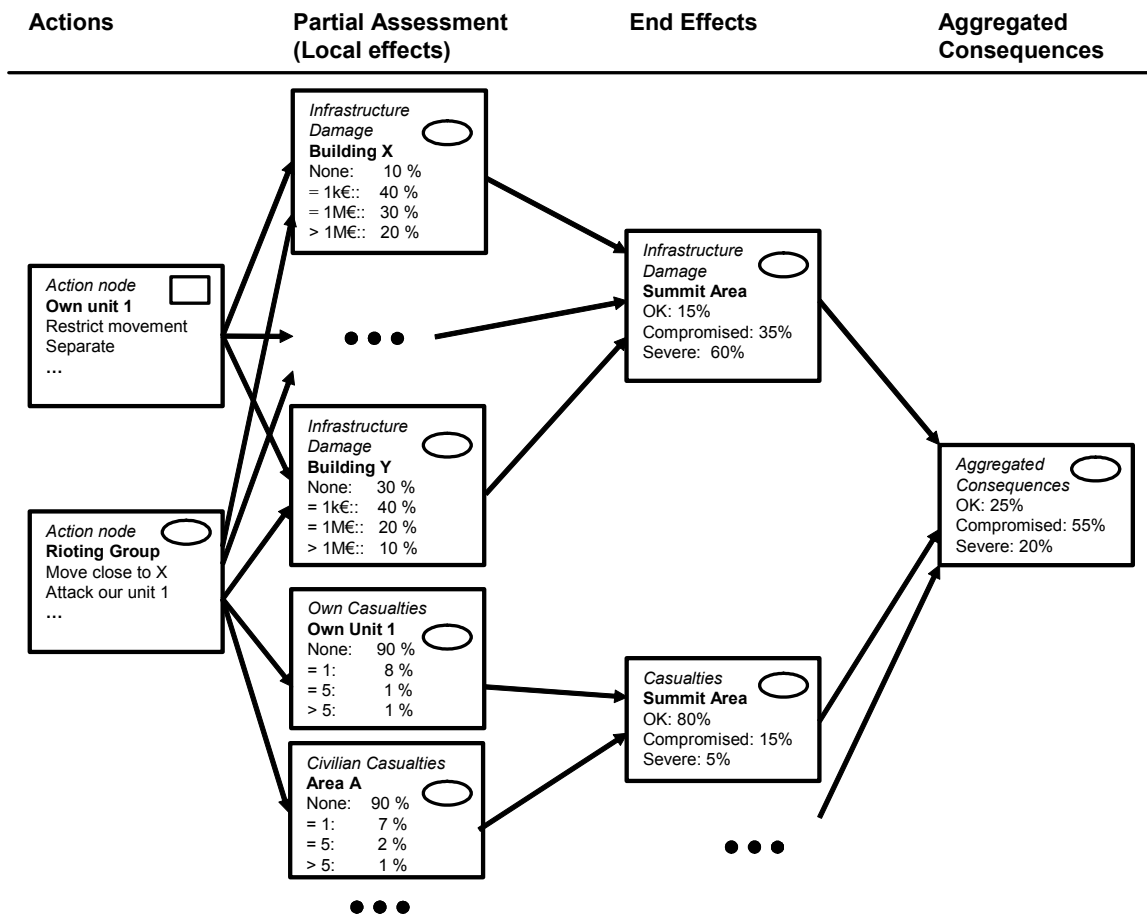 Actions
Partial Assessment
(Local effects)
End Effects
Aggregated
Consequences
Infrastructure
Damage
Building X
None: 10 %
= 1k€:: 40 %
= 1M€:: 30 %
> 1M€:: 20 %
Action node
Own unit 1
Restrict movement
Separate
...
Infrastructure
Damage
Summit Area
OK: 15%
Compromised: 35%
Severe: 60%
Infrastructure
Damage
Building Y
None: 30 %
= 1k€:: 40 %
= 1M€:: 20 %
> 1M€:: 10 %
Aggregated
Consequences
OK: 25%
Compromised: 55%
Severe: 20%
Action node
Rioting Group
Move close to X
Attack our unit 1
...
Own Casualties
Own Unit 1
None: 90 %
= 1: 8 %
= 5: 1 %
> 5: 1 %
Casualties
Summit Area
OK: 80%
Compromised: 15%
Severe: 5%
Civilian Casualties
Area A
None: 90 %
= 1: 7 %
= 5: 2 %
> 5: 1 %